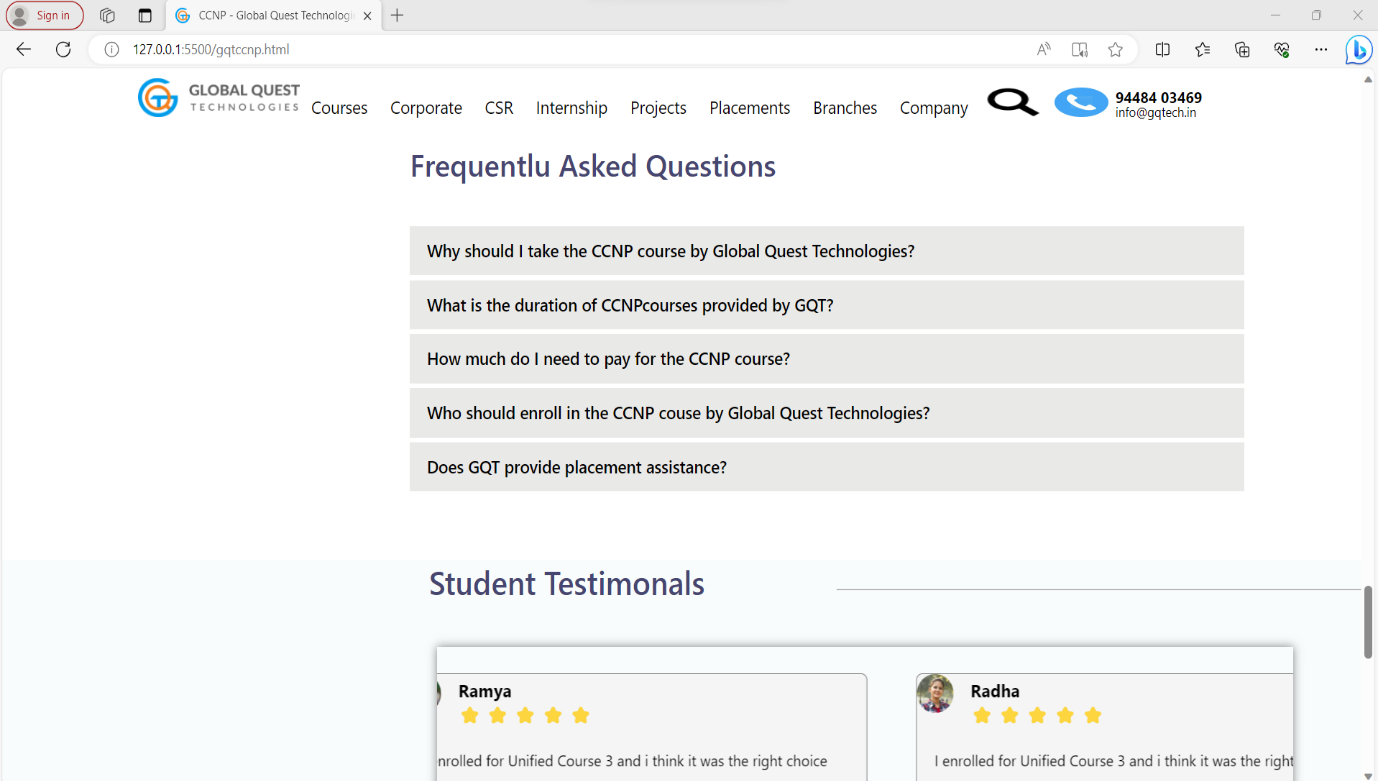 Sign in
CCNP - Global Quest Technologi
127.0.0.1:5500/gqtccnp.html
GLOBAL QUEST
TECHNOLOGIES
Courses Corporate CSR Internship Projects Placements Branches Company
94484 03469
info@gqtech.in
Frequentlu Asked Questions
Why should I take the CCNP course by Global Quest Technologies?
What is the duration of CCNPcourses provided by GQT?
How much do I need to pay for the CCNP course?
Who should enroll in the CCNP couse by Global Quest Technologies?
Does GQT provide placement assistance?
Student Testimonals
Ramya
Radha
nrolled for Unified Course 3 and i think it was the right choice
I enrolled for Unified Course 3 and i think it was the right